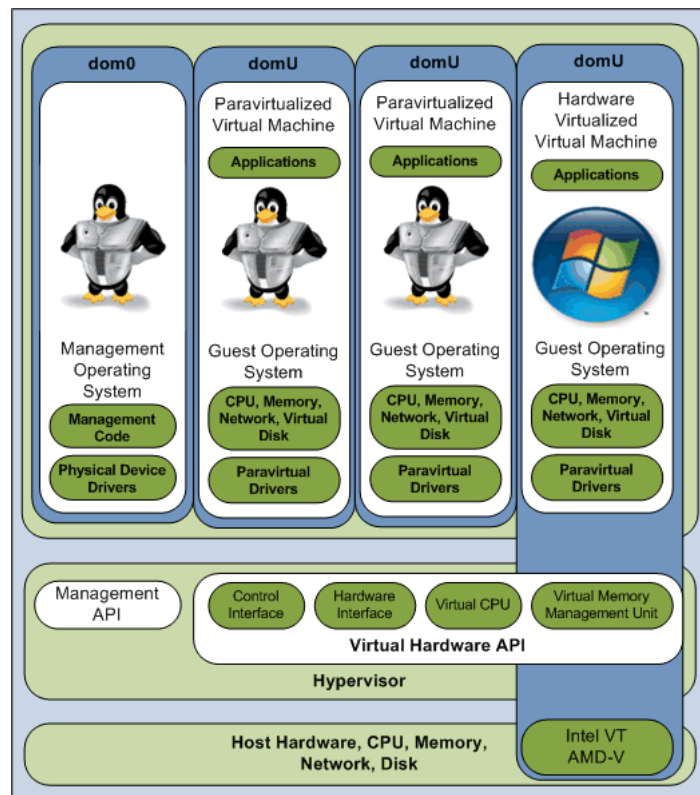 dom0
Management
Operating
System
Management
Code
Physical Device
Drivers
domU
Paravirtualized
Virtual Machine
Applications
Guest Operating
System
CPU, Memory,
Network, Virtual
Disk
Paravirtual
Drivers
domU
Paravirtualized
Virtual Machine
Applications
Guest Operating
System
CPU, Memory,
Network, Virtual
Disk
Paravirtual
Drivers
domU
Hardware
Virtualized
Virtual Machine
Applications
™
Guest Operating
System
CPU, Memory,
Network, Virtual
Disk
Paravirtual
Drivers
Management
API
Control
Interface
Hardware
Interface
Virtual CPU
Virtual Memory
Management Unit
Virtual Hardware API
Hypervisor
Host Hardware, CPU, Memory,
Network, Disk
Intel VT
AMD-V